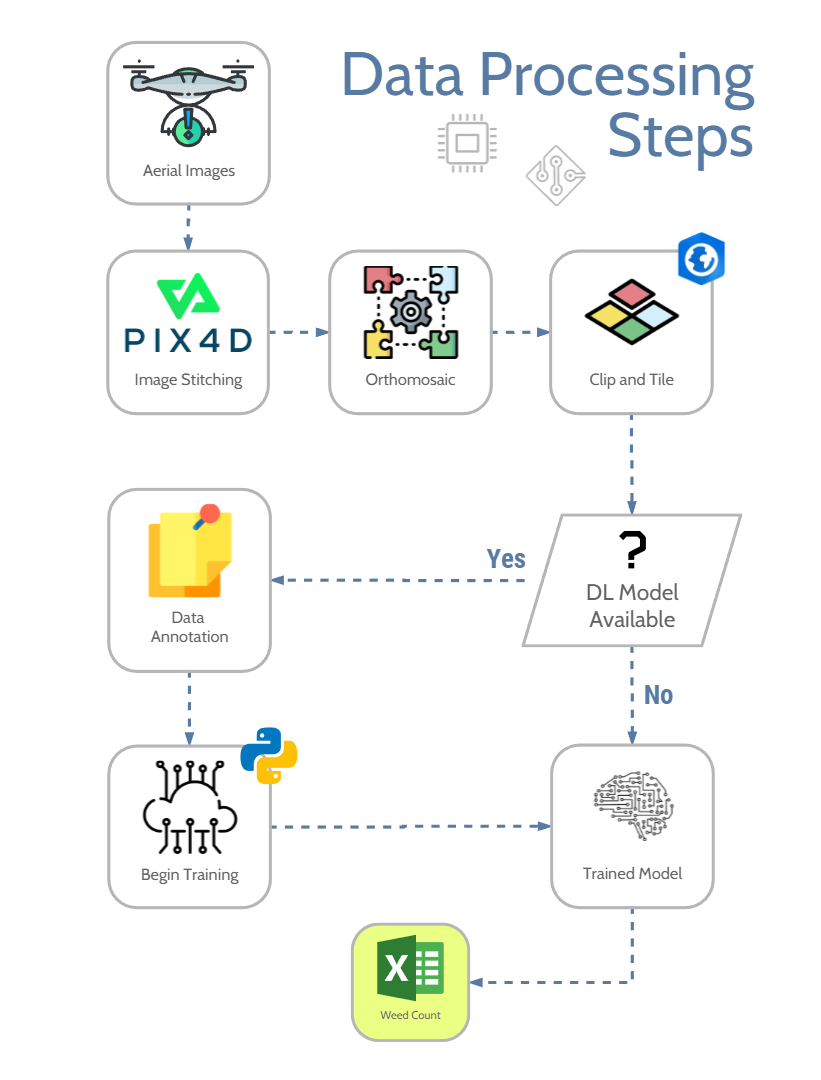 Data Processing
Steps
Aerial Images
PIX4D
Image Stitching
Orthomosaic
Clip and Tile
?
DL Model
Available
Yes
No
Data
Annotation
Begin Training
Trained Model
X
Weed Count